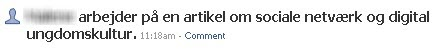 arbejder på en artikel om sociale netværk og digital
ungdomskultur. 11:18am - Comment